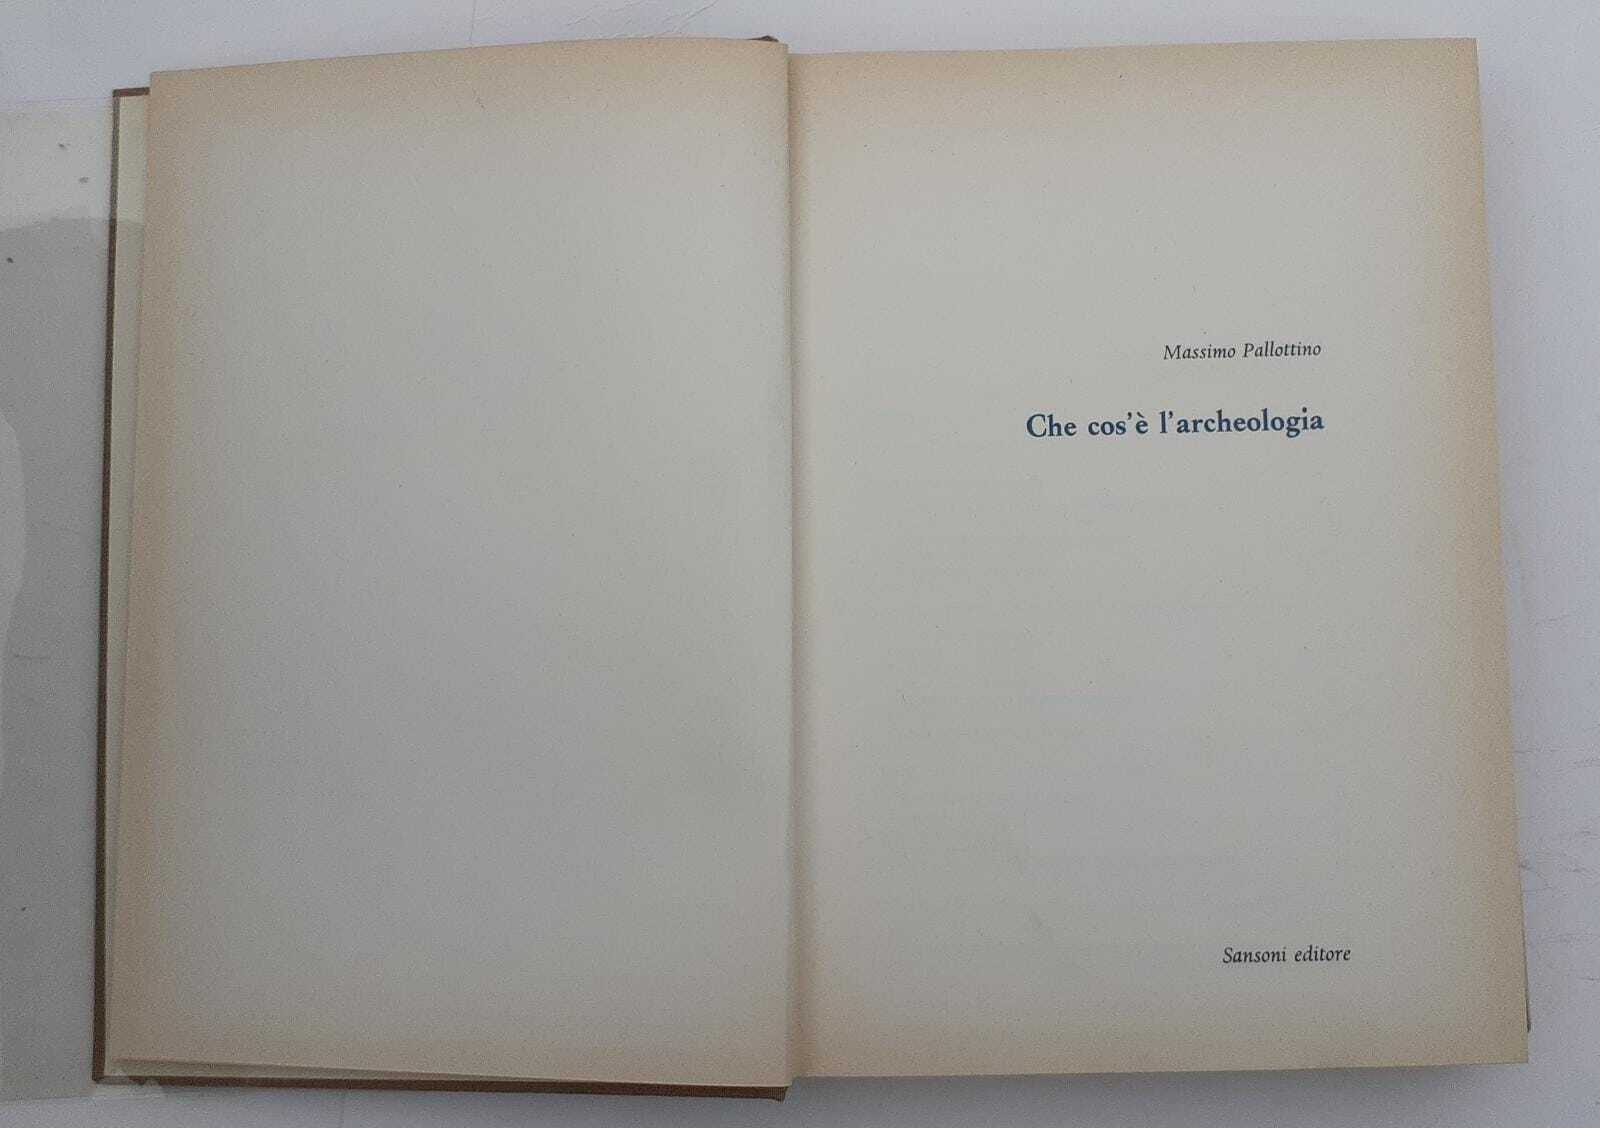 Massimo Pallottino
Che cos'è l'archeologia
Sansoni editore